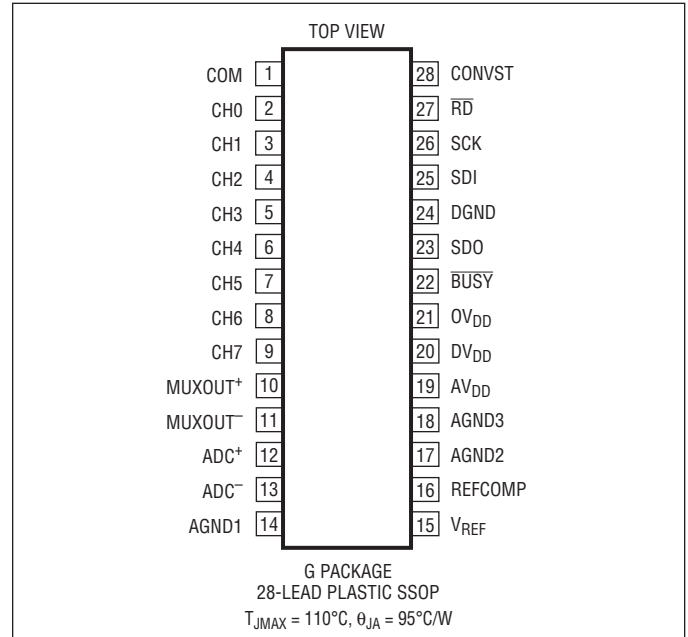 TOP VIEW
COM 1
CH0 2
CH1 3
CH2 4
CH3 5
CH4 6
CH5 7
CH6 8
CH7 9
MUXOUT⁺ 10
MUXOUT⁻ 11
ADC⁺ 12
ADC⁻ 13
AGND1 14
28 CONVST
27 R̅D̅
26 SCK
25 SDI
24 DGND
23 SDO
22 B̅U̅S̅Y̅
21 OVDD
20 DVDD
19 AVDD
18 AGND3
17 AGND2
16 REFCOMP
15 VREF
G PACKAGE
28-LEAD PLASTIC SSOP
TJMAX = 110°C, θJA = 95°C/W